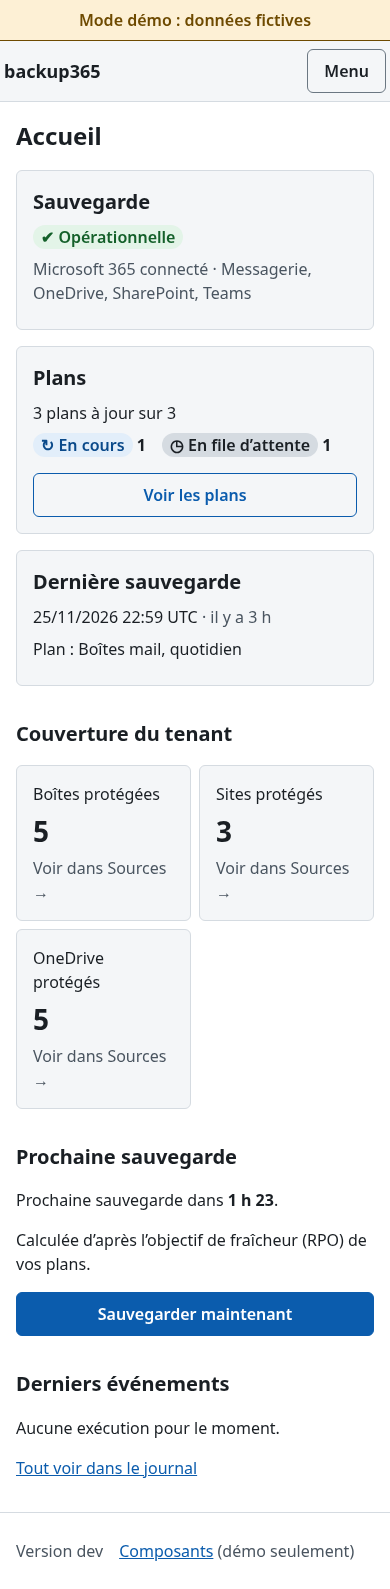 Mode démo : données fictives
backup365
Menu
Accueil
Sauvegarde
✔ Opérationnelle
Microsoft 365 connecté · Messagerie,
OneDrive, SharePoint, Teams
Plans
3 plans à jour sur 3
↻ En cours 1 ◷ En file d’attente 1
Voir les plans
Dernière sauvegarde
25/11/2026 22:59 UTC · il y a 3 h
Plan : Boîtes mail, quotidien
Couverture du tenant
Boîtes protégées
5
Voir dans Sources
→
Sites protégés
3
Voir dans Sources
→
OneDrive
protégés
5
Voir dans Sources
→
Prochaine sauvegarde
Prochaine sauvegarde dans 1 h 23.
Calculée d’après l’objectif de fraîcheur (RPO) de
vos plans.
Sauvegarder maintenant
Derniers événements
Aucune exécution pour le moment.
Tout voir dans le journal
Version dev Composants (démo seulement)